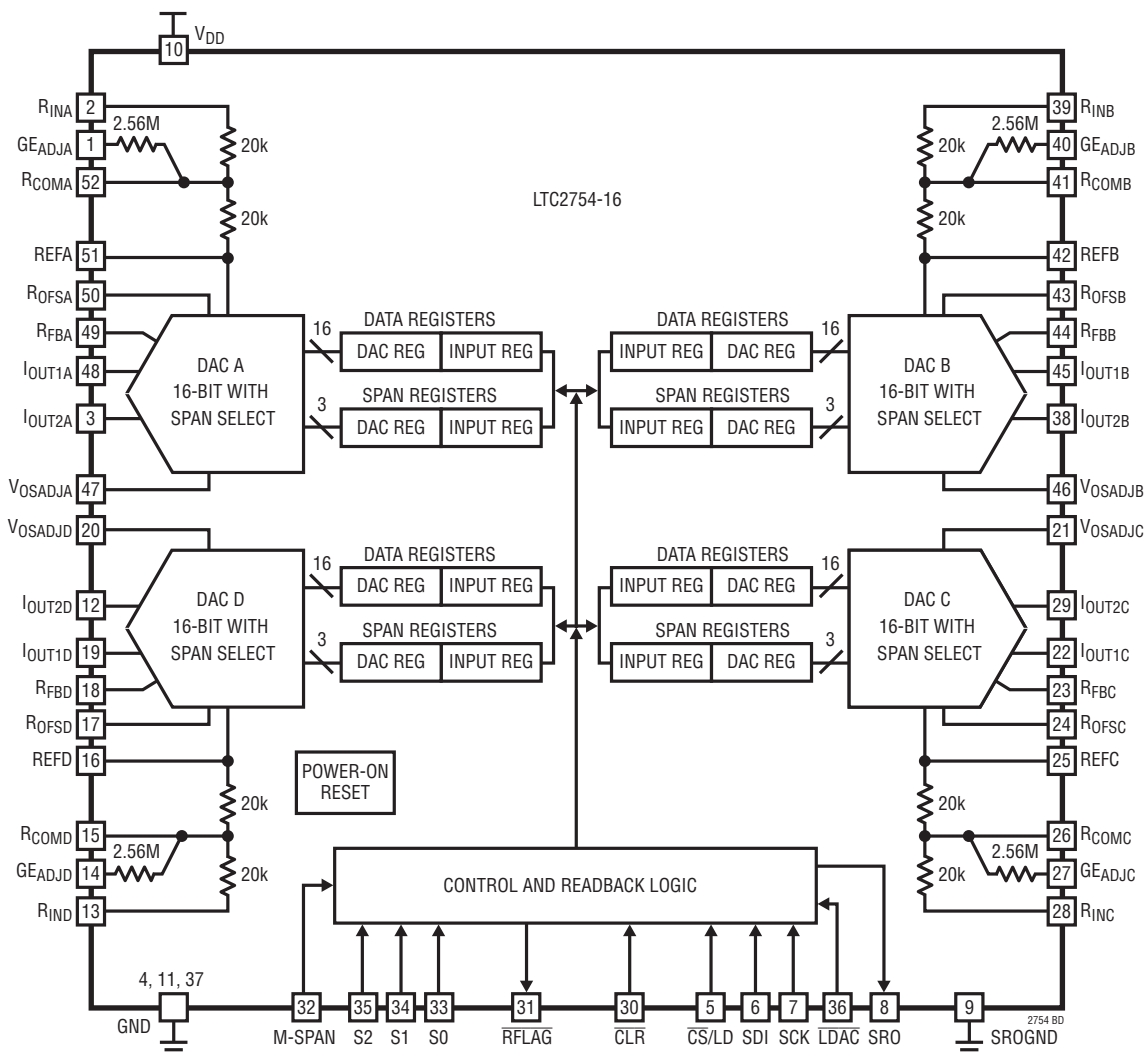 VDD
10
RINA 2
2.56M
GEADJA 1
20k
RCOMA 52
20k
REFA 51
ROFSA 50
RFBA 49
IOUT1A 48
IOUT2A 3
VOSADJA 47
DAC A
16-BIT WITH
SPAN SELECT
16
DATA REGISTERS
DAC REG INPUT REG
3
SPAN REGISTERS
DAC REG INPUT REG
LTC2754-16
39 RINB
2.56M
40 GEADJB
20k
41 RCOMB
20k
42 REFB
43 ROFSB
44 RFBB
45 IOUT1B
38 IOUT2B
46 VOSADJB
DATA REGISTERS
16
INPUT REG DAC REG
SPAN REGISTERS
3
INPUT REG DAC REG
DAC B
16-BIT WITH
SPAN SELECT
VOSADJD 20
IOUT2D 12
IOUT1D 19
RFBD 18
ROFSD 17
REFD 16
20k
RCOMD 15
2.56M
GEADJD 14
20k
RIND 13
DAC D
16-BIT WITH
SPAN SELECT
16
DATA REGISTERS
DAC REG INPUT REG
3
SPAN REGISTERS
DAC REG INPUT REG
DATA REGISTERS
16
INPUT REG DAC REG
SPAN REGISTERS
3
INPUT REG DAC REG
DAC C
16-BIT WITH
SPAN SELECT
21 VOSADJC
29 IOUT2C
22 IOUT1C
23 RFBC
24 ROFSC
25 REFC
20k
26 RCOMC
2.56M
27 GEADJC
20k
28 RINC
POWER-ON
RESET
CONTROL AND READBACK LOGIC
4, 11, 37
GND
32 35 34 33 31 30 5 6 7 36 8 9
M-SPAN S2 S1 S0 RFLAG CLR CS/LD SDI SCK LDAC SRO SROGND
2754 BD